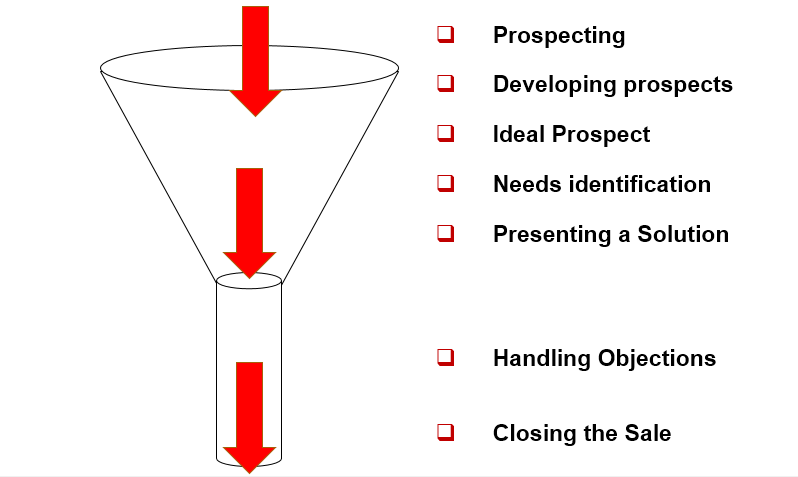 Prospecting
Developing prospects
Ideal Prospect
Needs identification
Presenting a Solution
Handling Objections
Closing the Sale